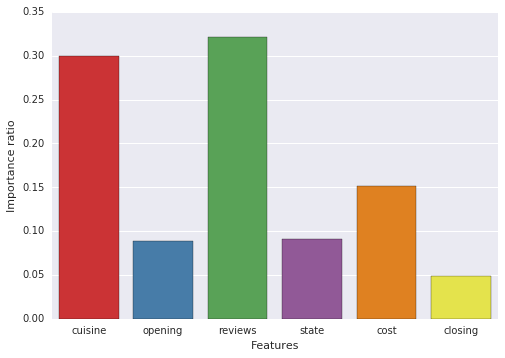 0.35
0.30
0.25
0.20
0.15
0.10
0.05
0.00
Importance ratio
cuisine opening reviews state cost closing
Features